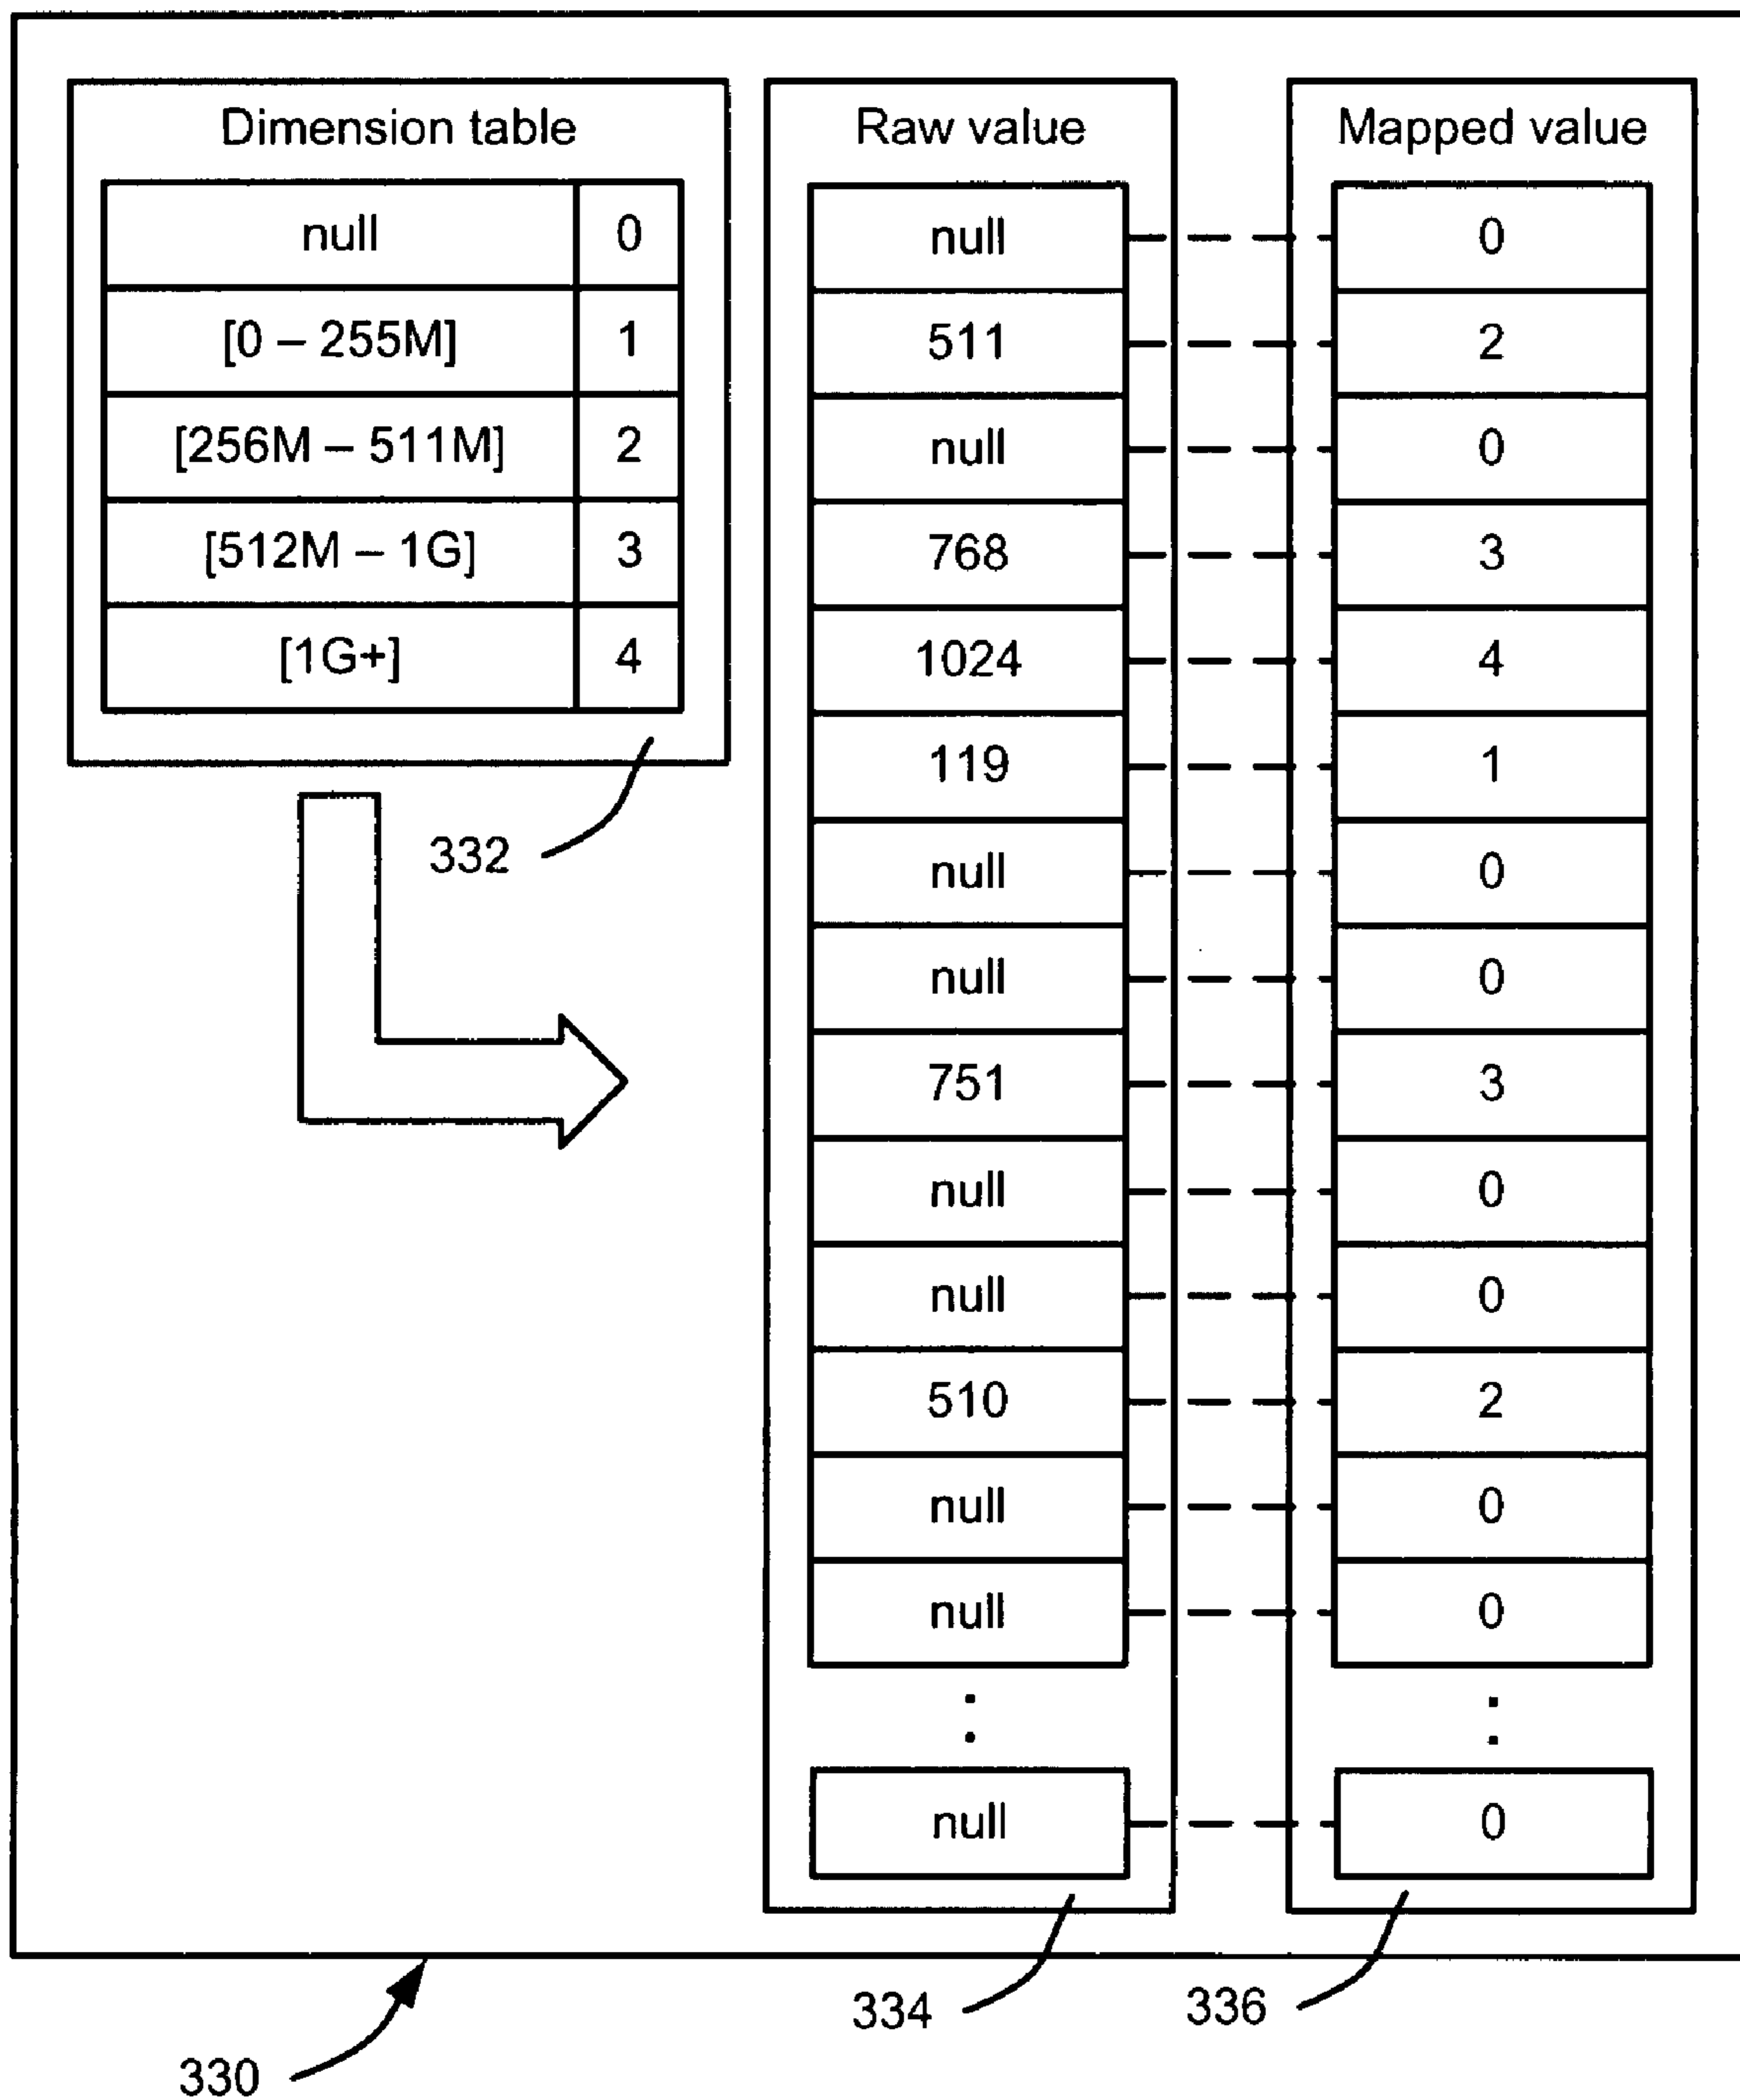 Dimension table
null 0
[0 – 255M] 1
[256M – 511M] 2
[512M – 1G] 3
[1G+] 4
332
Raw value
null
511
null
768
1024
119
null
null
751
null
null
510
null
null
:
null
334
Mapped value
0
2
0
3
4
1
0
0
3
0
0
2
0
0
:
0
336
330